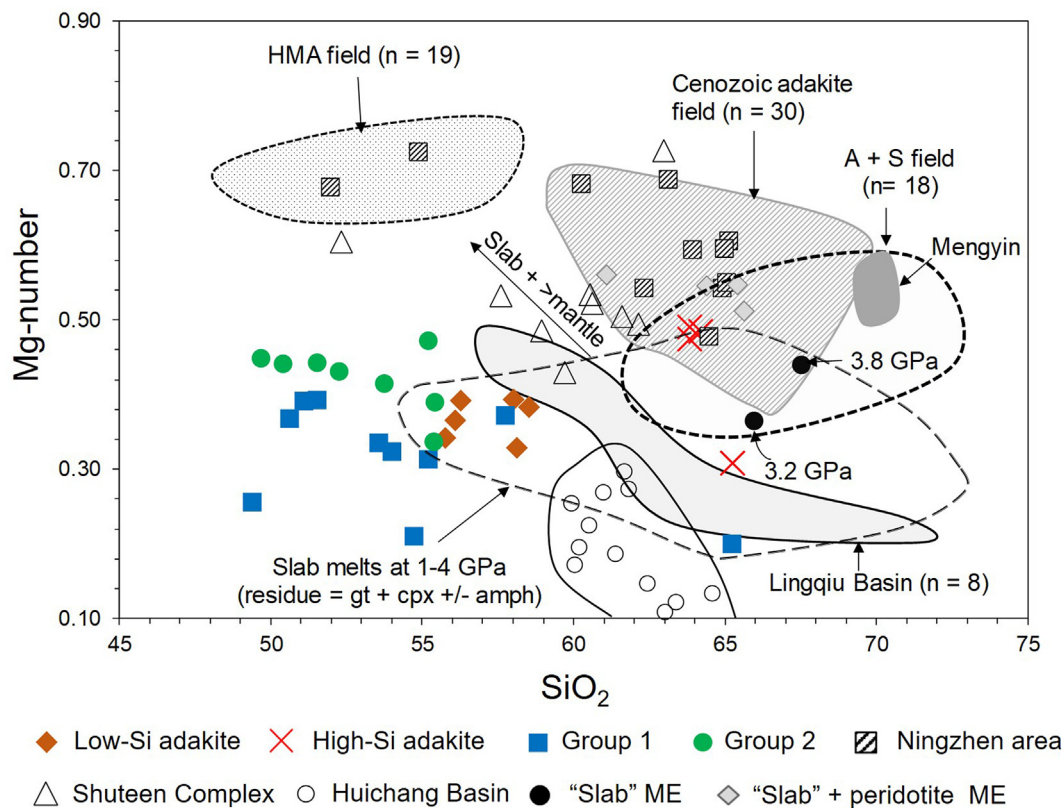 0.90
0.70
0.50
0.30
0.10
Mg-number
HMA field (n = 19)
Cenozoic adakite
field (n = 30)
A + S field
(n= 18)
Mengyin
Slab + >mantle
3.8 GPa
3.2 GPa
Slab melts at 1-4 GPa
(residue = gt + cpx +/- amph)
Lingqiu Basin (n = 8)
45 50 55 60 65 70 75
SiO₂
Low-Si adakite High-Si adakite Group 1 Group 2 Ningzhen area
Shuteen Complex Huichang Basin “Slab” ME “Slab” + peridotite ME